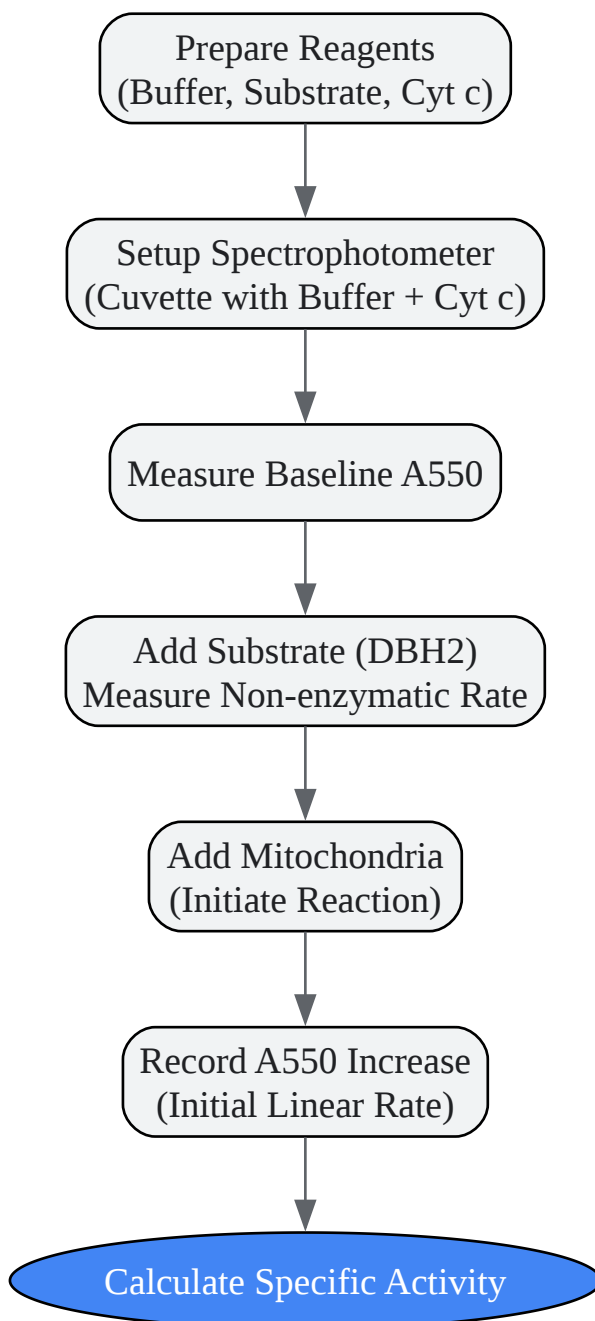 Prepare Reagents
(Buffer, Substrate, Cyt c)
Setup Spectrophotometer
(Cuvette with Buffer + Cyt c)
Measure Baseline A550
Add Substrate (DBH2)
Measure Non-enzymatic Rate
Add Mitochondria
(Initiate Reaction)
Record A550 Increase
(Initial Linear Rate)
Calculate Specific Activity